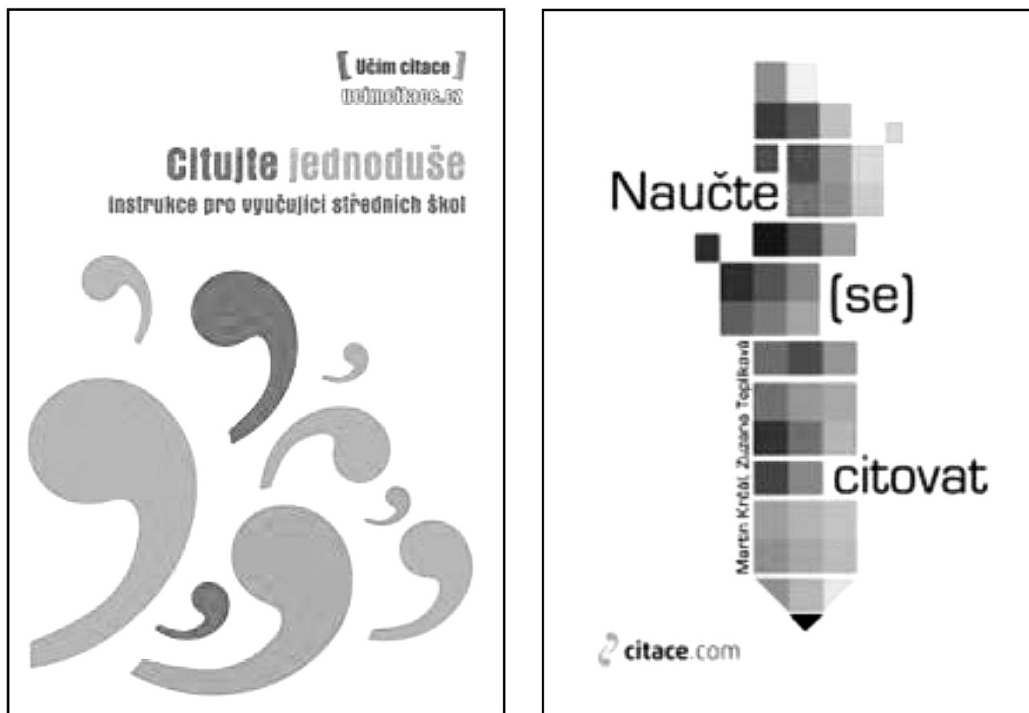 [ Učím citace ]
ucimcitace.cz
Citujte jednoduše
Instrukce pro vyučující středních škol
Naučte
(se)
Martin Krčál, Zuzana Teplíková
citovat
citace.com